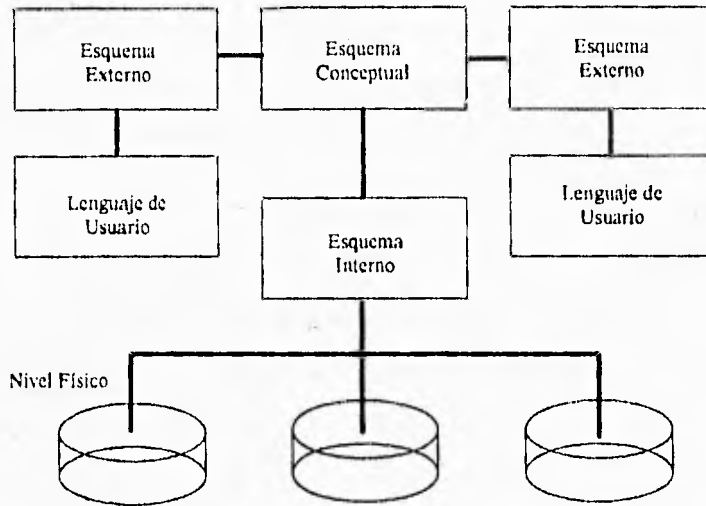 Esquema
Externo
Esquema
Conceptual
Esquema
Externo
Lenguaje de
Usuario
Esquema
Interno
Lenguaje de
Usuario
Nivel Físico